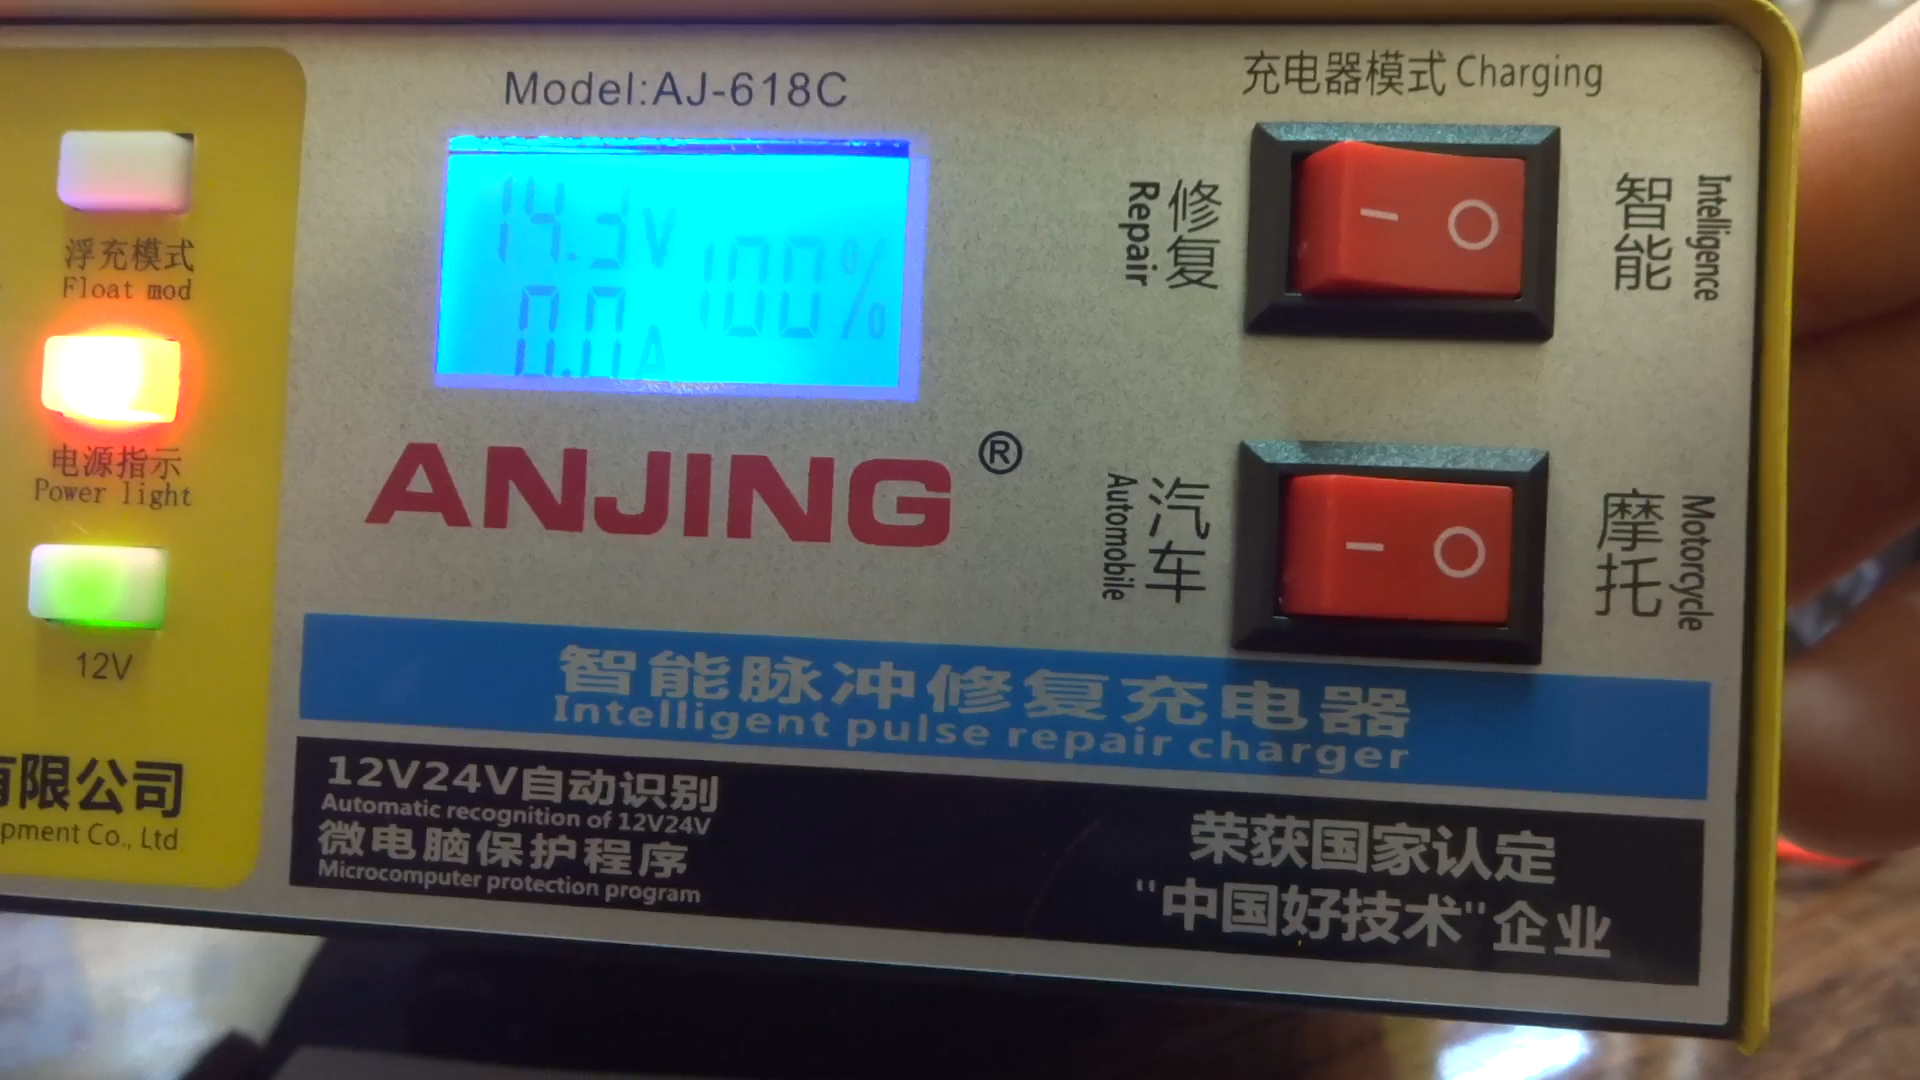 Model:AJ-618C
充电器模式 Charging
14.3V
100%
0.0A
修复
Repair
智能
Intelligence
浮充模式
Float mod
电源指示
Power light
12V
ANJING®
汽车
Automobile
摩托
Motorcycle
智能脉冲修复充电器
Intelligent pulse repair charger
有限公司
pment Co., Ltd
12V24V自动识别
Automatic recognition of 12V24V
微电脑保护程序
Microcomputer protection program
荣获国家认定
"中国好技术"企业